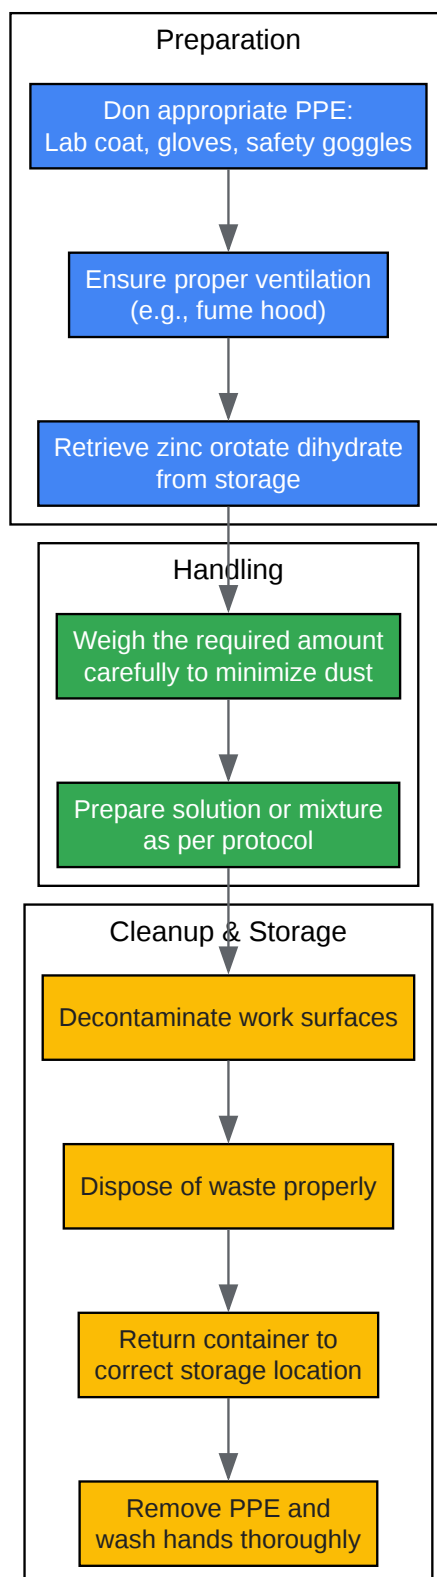 Preparation
Don appropriate PPE:
Lab coat, gloves, safety goggles
Ensure proper ventilation
(e.g., fume hood)
Retrieve zinc orotate dihydrate
from storage
Handling
Weigh the required amount
carefully to minimize dust
Prepare solution or mixture
as per protocol
Cleanup & Storage
Decontaminate work surfaces
Dispose of waste properly
Return container to
correct storage location
Remove PPE and
wash hands thoroughly